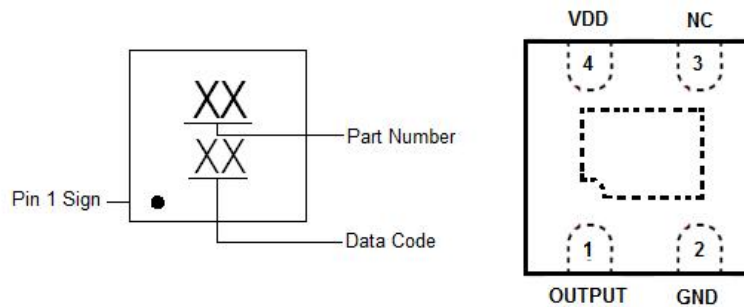 XX
Part Number
XX
Pin 1 Sign
Data Code
VDD NC
4 3
1 2
OUTPUT GND